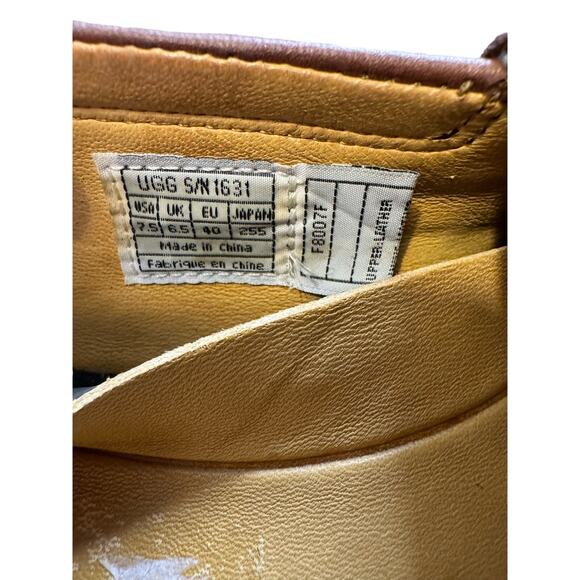 UGG S/N 1631
USA UK EU JAPAN
7.5 6.5 40 255
Made in China
Fabriqué en Chine
F8007F
UPPER:LEATHER